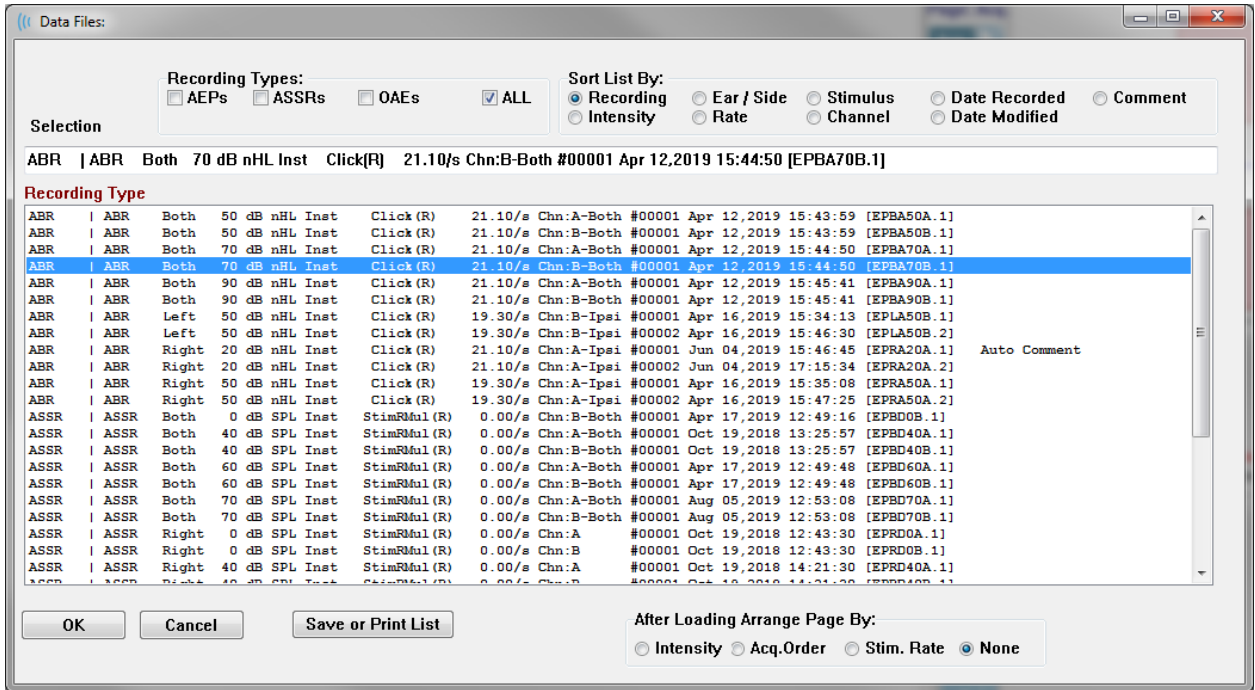 Data Files:
Recording Types:
AEPs ASSRs OAEs ALL
Sort List By:
Recording Ear / Side Stimulus Date Recorded Comment
Intensity Rate Channel Date Modified
Selection
ABR | ABR Both 70 dB nHL Inst Click(R) 21.10/s Chn:B-Both #00001 Apr 12,2019 15:44:50 [EPBA70B.1]
Recording Type
ABR | ABR Both 50 dB nHL Inst Click(R) 21.10/s Chn:A-Both #00001 Apr 12,2019 15:43:59 [EPBA50A.1]
ABR | ABR Both 50 dB nHL Inst Click(R) 21.10/s Chn:B-Both #00001 Apr 12,2019 15:43:59 [EPBA50B.1]
ABR | ABR Both 70 dB nHL Inst Click(R) 21.10/s Chn:A-Both #00001 Apr 12,2019 15:44:50 [EPBA70A.1]
ABR | ABR Both 70 dB nHL Inst Click(R) 21.10/s Chn:B-Both #00001 Apr 12,2019 15:44:50 [EPBA70B.1]
ABR | ABR Both 90 dB nHL Inst Click(R) 21.10/s Chn:A-Both #00001 Apr 12,2019 15:45:41 [EPBA90A.1]
ABR | ABR Both 90 dB nHL Inst Click(R) 21.10/s Chn:B-Both #00001 Apr 12,2019 15:45:41 [EPBA90B.1]
ABR | ABR Left 50 dB nHL Inst Click(R) 19.30/s Chn:B-Ipsi #00001 Apr 16,2019 15:34:13 [EPLA50B.1]
ABR | ABR Left 50 dB nHL Inst Click(R) 19.30/s Chn:B-Ipsi #00002 Apr 16,2019 15:46:30 [EPLA50B.2]
ABR | ABR Right 20 dB nHL Inst Click(R) 21.10/s Chn:A-Ipsi #00001 Jun 04,2019 15:46:45 [EPRA20A.1] Auto Comment
ABR | ABR Right 20 dB nHL Inst Click(R) 21.10/s Chn:A-Ipsi #00002 Jun 04,2019 17:15:34 [EPRA20A.2]
ABR | ABR Right 50 dB nHL Inst Click(R) 19.30/s Chn:A-Ipsi #00001 Apr 16,2019 15:35:08 [EPRA50A.1]
ABR | ABR Right 50 dB nHL Inst Click(R) 19.30/s Chn:A-Ipsi #00002 Apr 16,2019 15:47:25 [EPRA50A.2]
ASSR | ASSR Both 0 dB SPL Inst StimRMul(R) 0.00/s Chn:B-Both #00001 Apr 17,2019 12:49:16 [EPBD0B.1]
ASSR | ASSR Both 40 dB SPL Inst StimRMul(R) 0.00/s Chn:A-Both #00001 Oct 19,2018 13:25:57 [EPBD40A.1]
ASSR | ASSR Both 40 dB SPL Inst StimRMul(R) 0.00/s Chn:B-Both #00001 Oct 19,2018 13:25:57 [EPBD40B.1]
ASSR | ASSR Both 60 dB SPL Inst StimRMul(R) 0.00/s Chn:A-Both #00001 Apr 17,2019 12:49:48 [EPBD60A.1]
ASSR | ASSR Both 60 dB SPL Inst StimRMul(R) 0.00/s Chn:B-Both #00001 Apr 17,2019 12:49:48 [EPBD60B.1]
ASSR | ASSR Both 70 dB SPL Inst StimRMul(R) 0.00/s Chn:A-Both #00001 Aug 05,2019 12:53:08 [EPBD70A.1]
ASSR | ASSR Both 70 dB SPL Inst StimRMul(R) 0.00/s Chn:B-Both #00001 Aug 05,2019 12:53:08 [EPBD70B.1]
ASSR | ASSR Right 0 dB SPL Inst StimRMul(R) 0.00/s Chn:A #00001 Oct 19,2018 12:43:30 [EPRD0A.1]
ASSR | ASSR Right 0 dB SPL Inst StimRMul(R) 0.00/s Chn:B #00001 Oct 19,2018 12:43:30 [EPRD0B.1]
ASSR | ASSR Right 40 dB SPL Inst StimRMul(R) 0.00/s Chn:A #00001 Oct 19,2018 14:21:30 [EPRD40A.1]
OK Cancel Save or Print List
After Loading Arrange Page By:
Intensity Acq.Order Stim. Rate None